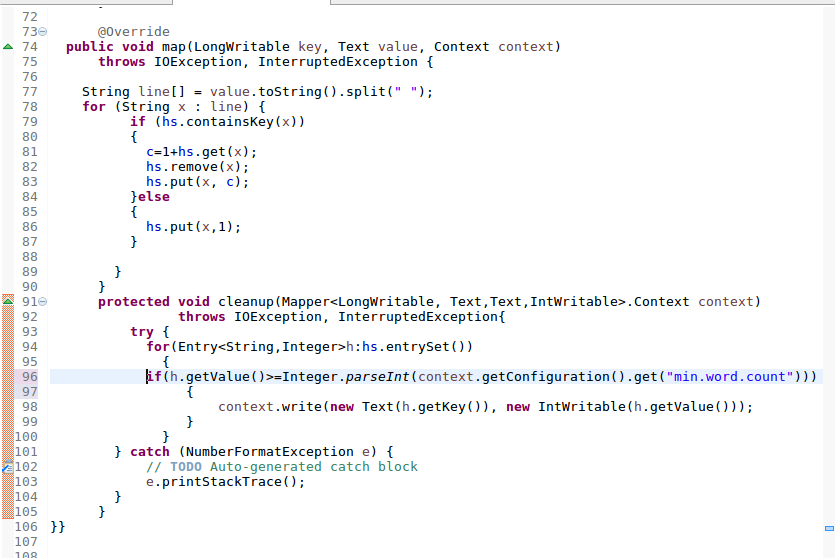 72
73 @Override
74 public void map(LongWritable key, Text value, Context context)
75 throws IOException, InterruptedException {
76
77 String line[] = value.toString().split(" ");
78 for (String x : line) {
79 if (hs.containsKey(x))
80 {
81 c=1+hs.get(x);
82 hs.remove(x);
83 hs.put(x, c);
84 }else
85 {
86 hs.put(x,1);
87 }
88
89 }
90 }
91 protected void cleanup(Mapper<LongWritable, Text,Text,IntWritable>.Context context)
92 throws IOException, InterruptedException{
93 try {
94 for(Entry<String,Integer>h:hs.entrySet())
95 {
96 if(h.getValue()>=Integer.parseInt(context.getConfiguration().get("min.word.count")))
97 {
98 context.write(new Text(h.getKey()), new IntWritable(h.getValue()));
99 }
100 }
101 } catch (NumberFormatException e) {
102 // TODO Auto-generated catch block
103 e.printStackTrace();
104 }
105 }
106 }}
107
108